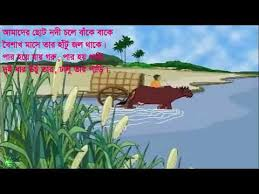 আমাদের ছোট নদী চলে বাঁকে বাকে
বৈশাখ মাসে তার হাঁটু জল থাকে।
পার হয়ে যায় গরু, পার হয় গাড়ি
দুই ধার উঁচু তার, ঢালু তার পাড়ি।